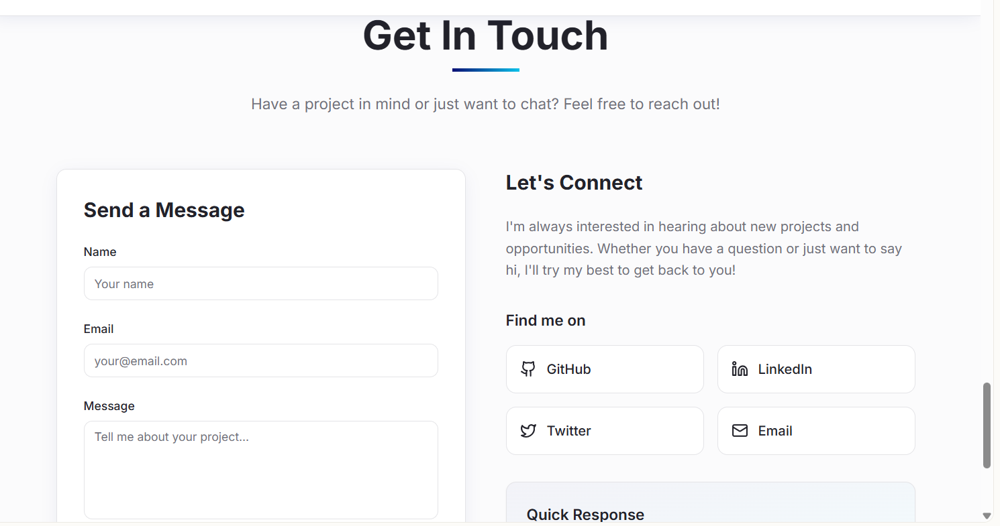 Get In Touch
Have a project in mind or just want to chat? Feel free to reach out!
Send a Message
Name
Your name
Email
your@email.com
Message
Tell me about your project...
Let's Connect
I'm always interested in hearing about new projects and
opportunities. Whether you have a question or just want to say
hi, I'll try my best to get back to you!
Find me on
GitHub
LinkedIn
Twitter
Email
Quick Response